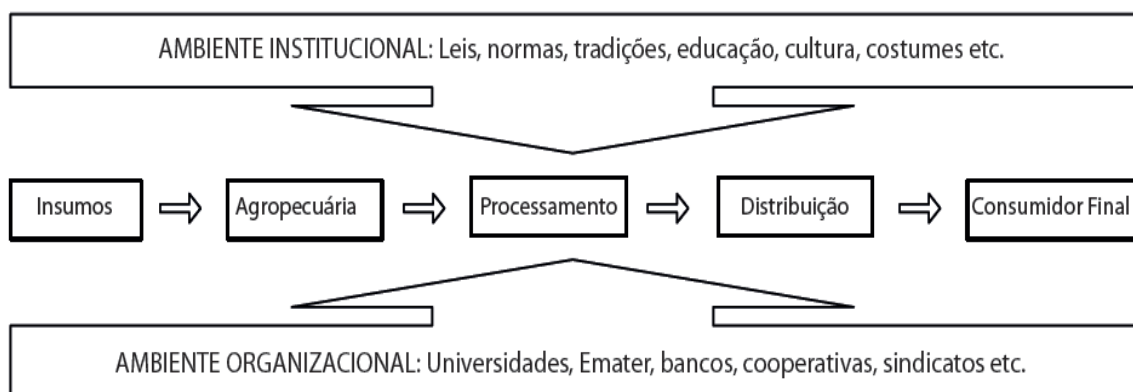 AMBIENTE INSTITUCIONAL: Leis, normas, tradições, educação, cultura, costumes etc.
Insumos
Agropecuária
Processamento
Distribuição
Consumidor Final
AMBIENTE ORGANIZACIONAL: Universidades, Emater, bancos, cooperativas, sindicatos etc.